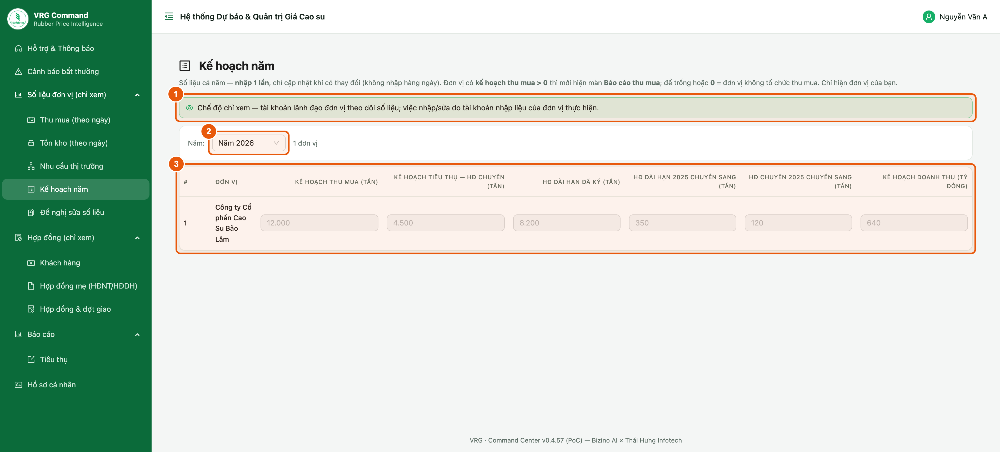 VRG Command
Rubber Price Intelligence
Hỗ trợ & Thông báo
Cảnh báo bất thường
Số liệu đơn vị (chỉ xem)
Thu mua (theo ngày)
Tồn kho (theo ngày)
Nhu cầu thị trường
Kế hoạch năm
Đề nghị sửa số liệu
Hợp đồng (chỉ xem)
Khách hàng
Hợp đồng mẹ (HĐNT/HĐDH)
Hợp đồng & đợt giao
Báo cáo
Tiêu thụ
Hồ sơ cá nhân
Hệ thống Dự báo & Quản trị Giá Cao su
Nguyễn Văn A
Kế hoạch năm
Số liệu cả năm — nhập 1 lần, chỉ cập nhật khi có thay đổi (không nhập hàng ngày). Đơn vị có kế hoạch thu mua > 0 thì mới hiện màn Báo cáo thu mua; để trống hoặc 0 = đơn vị không tổ chức thu mua. Chỉ hiện đơn vị của bạn.
1
Chế độ chỉ xem — tài khoản lãnh đạo đơn vị theo dõi số liệu; việc nhập/sửa do tài khoản nhập liệu của đơn vị thực hiện.
2
Năm: Năm 2026 1 đơn vị
3
# ĐƠN VỊ KẾ HOẠCH THU MUA (TẤN) KẾ HOẠCH TIÊU THỤ — HĐ CHUYẾN (TẤN) HĐ DÀI HẠN ĐÃ KÝ (TẤN) HĐ DÀI HẠN 2025 CHUYỂN SANG (TẤN) HĐ CHUYẾN 2025 CHUYỂN SANG (TẤN) KẾ HOẠCH DOANH THU (TỶ ĐỒNG)
1
Công ty Cổ
phần Cao
Su Bảo
Lâm
12.000 4.500 8.200 350 120 640
VRG · Command Center v0.4.57 (PoC) — Bizino AI × Thái Hưng Infotech